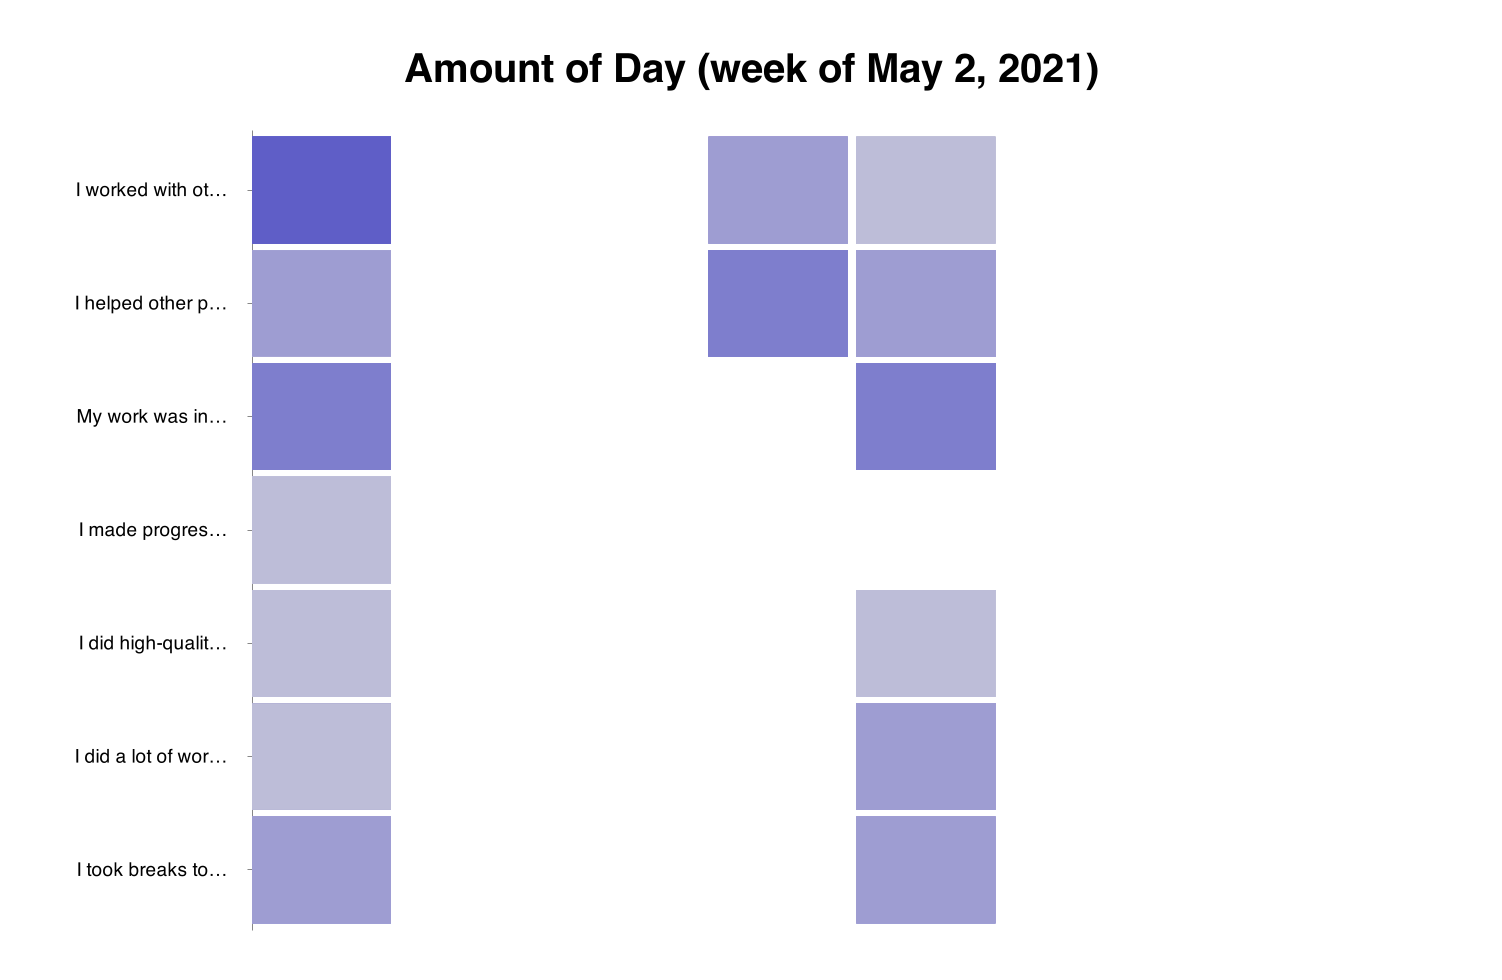 Amount of Day (week of May 2, 2021)
I worked with ot…
I helped other p…
My work was in…
I made progres…
I did high-qualit…
I did a lot of wor…
I took breaks to…